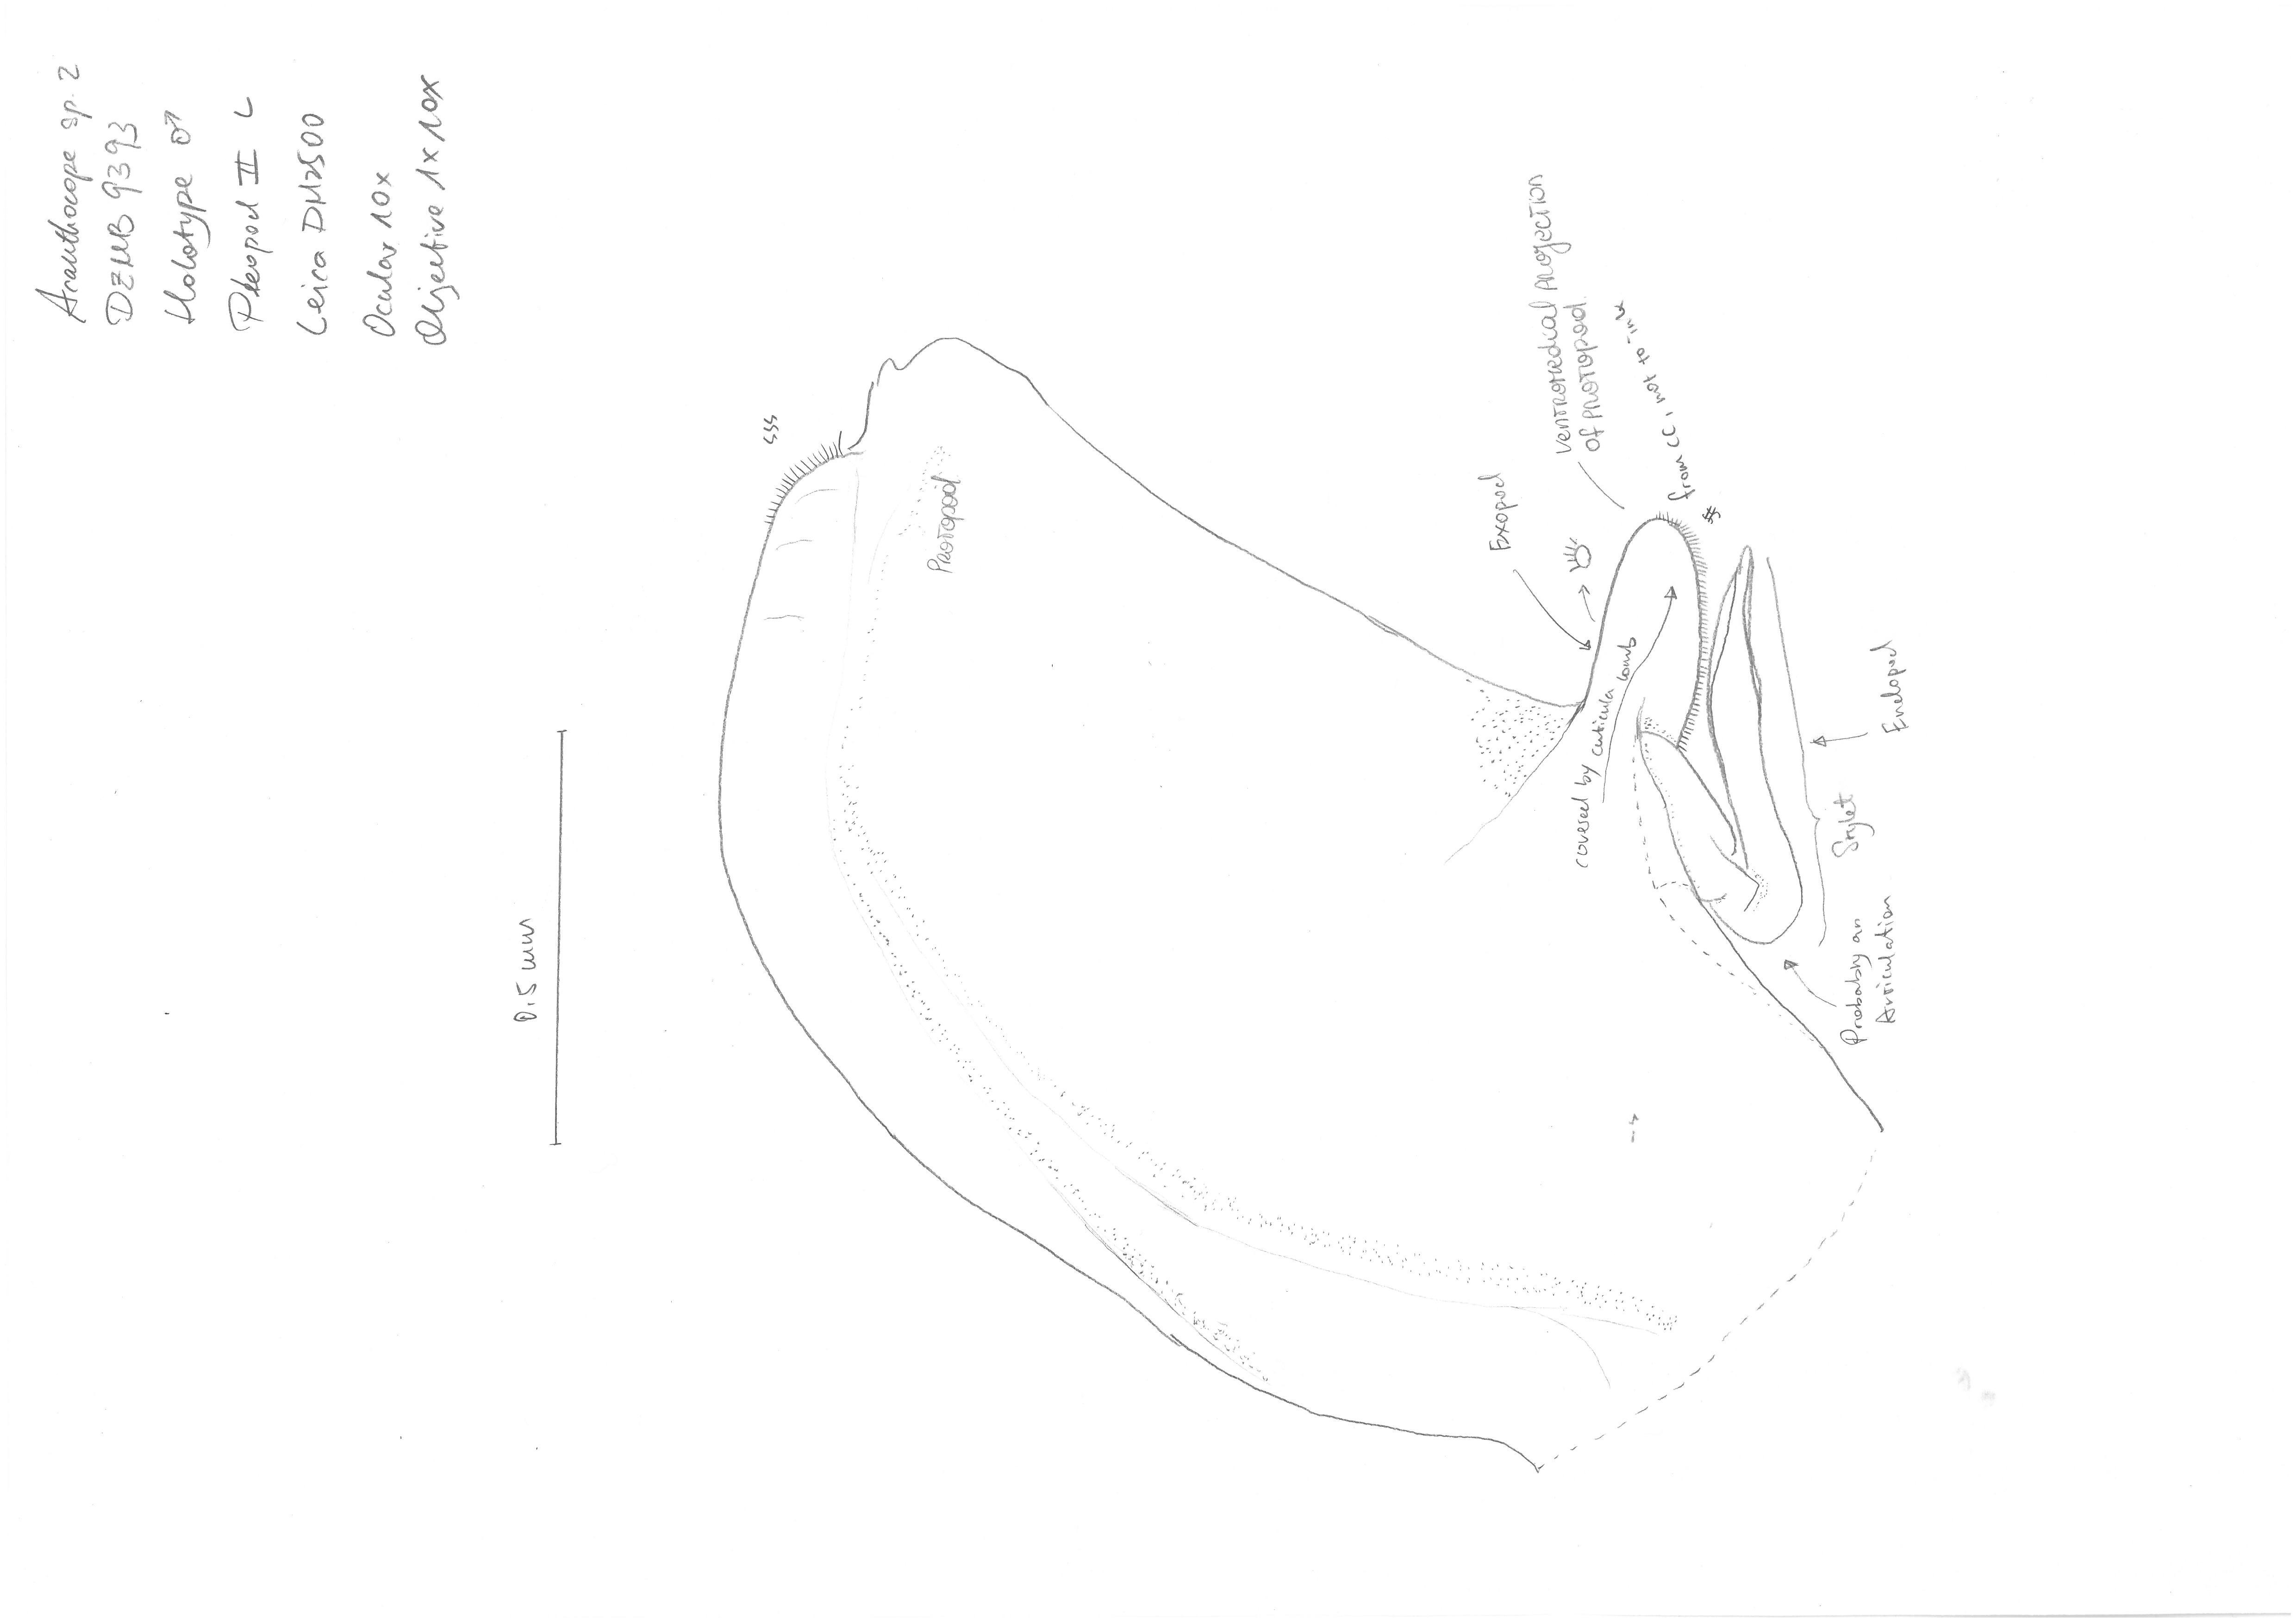 Acanthocope sp. 2
DZMB 9393
Holotype ♂
Pleopod II L
Leica DM2500
Ocular 10x
Objective 1x10x
0.5 mm
Protopod
Exopod
Ventromedial projection
of protopod
covered by cuticula comb
from CC, not to ink
Probably an
Articulation
Stylet
Endopod